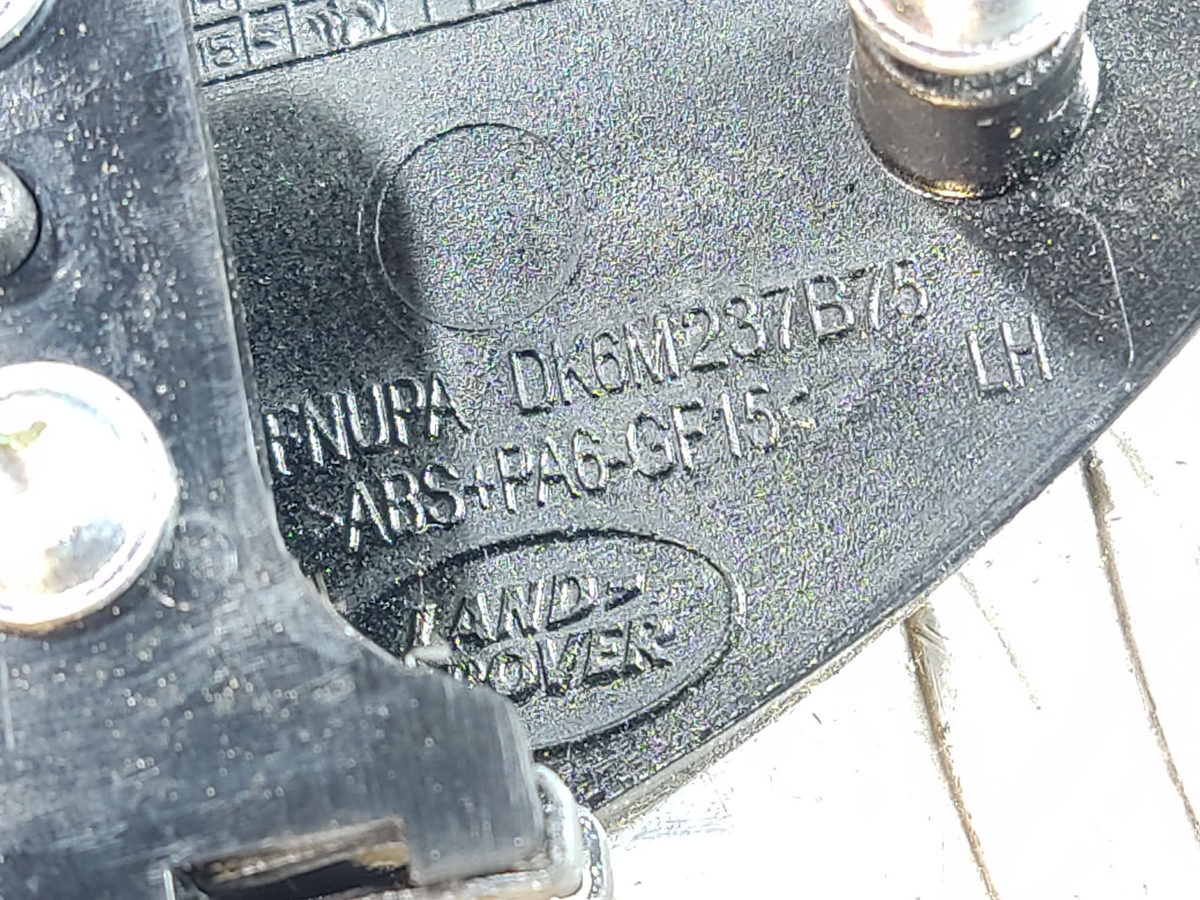 FNUPA DK6M237B75 LH
>ABS+PA6-GF15<
LAND-
ROVER